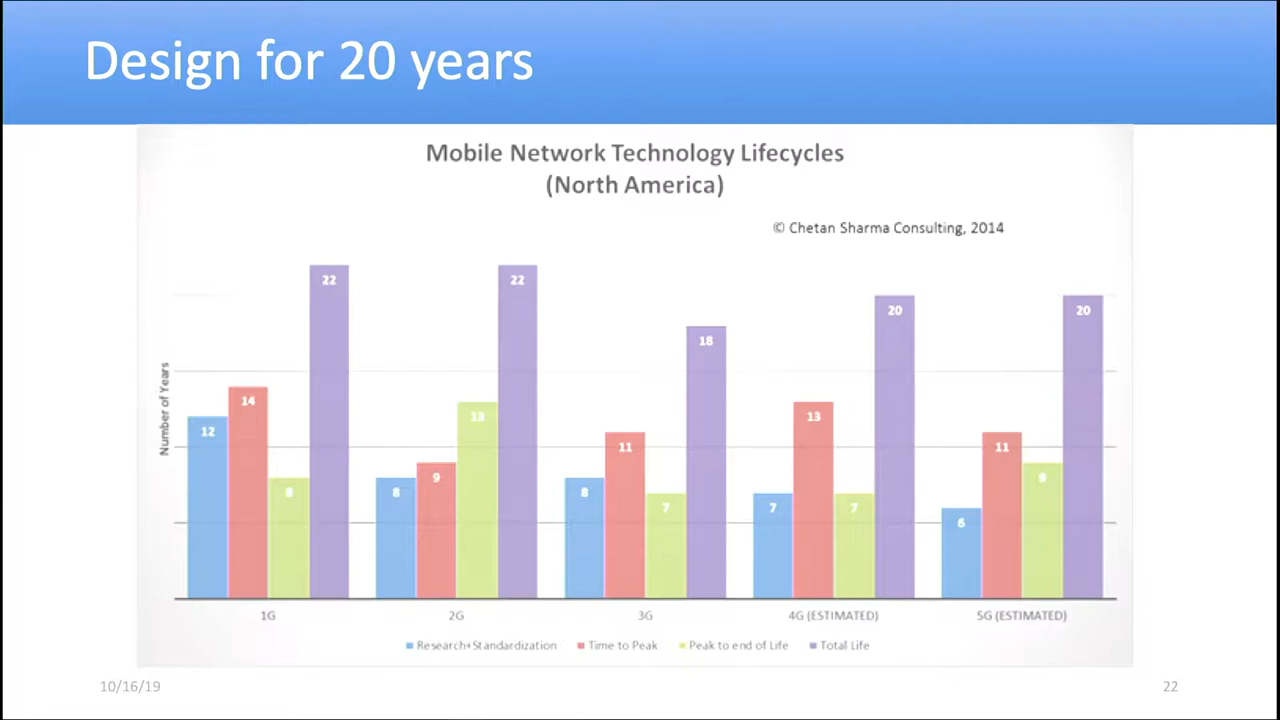 Design for 20 years
Mobile Network Technology Lifecycles
(North America)
© Chetan Sharma Consulting, 2014
Number of Years
12
14
8
22
8
9
13
22
8
11
7
18
7
13
7
20
6
11
9
20
1G
2G
3G
4G (ESTIMATED)
5G (ESTIMATED)
Research+Standardization
Time to Peak
Peak to end of Life
Total Life
10/16/19
22